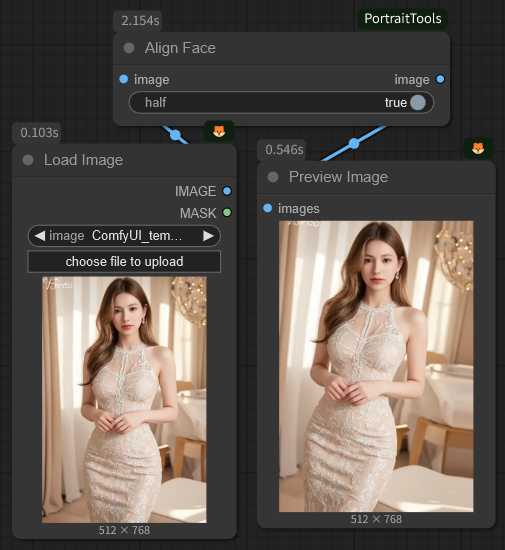 2.154s
PortraitTools
Align Face
image
image
half
true
0.103s
Load Image
IMAGE
MASK
image ComfyUI_tem...
choose file to upload
512 × 768
0.546s
Preview Image
images
512 × 768